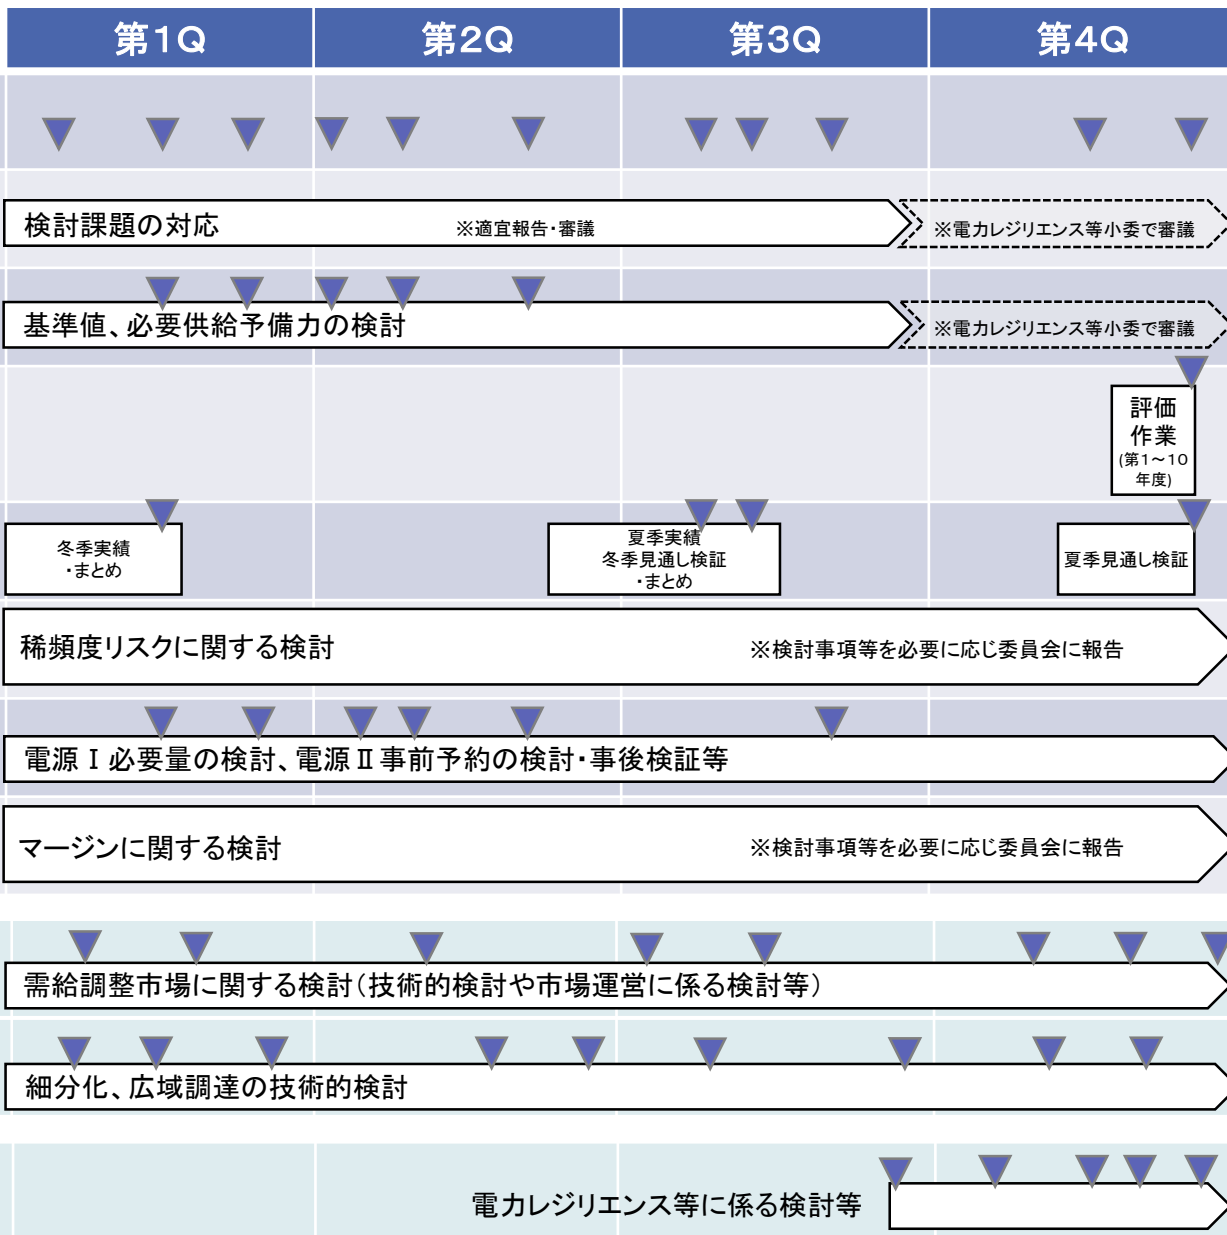 第1Q
第2Q
第3Q
第4Q
検討課題の対応
※適宜報告・審議
※電力レジリエンス等小委で審議
基準値、必要供給予備力の検討
※電力レジリエンス等小委で審議
評価
作業
(第1～10
年度)
冬季実績
・まとめ
夏季実績
冬季見通し検証
・まとめ
夏季見通し検証
稀頻度リスクに関する検討
※検討事項等を必要に応じ委員会に報告
電源Ⅰ必要量の検討、電源Ⅱ事前予約の検討・事後検証等
マージンに関する検討
※検討事項等を必要に応じ委員会に報告
需給調整市場に関する検討（技術的検討や市場運営に係る検討等）
細分化、広域調達の技術的検討
電力レジリエンス等に係る検討等